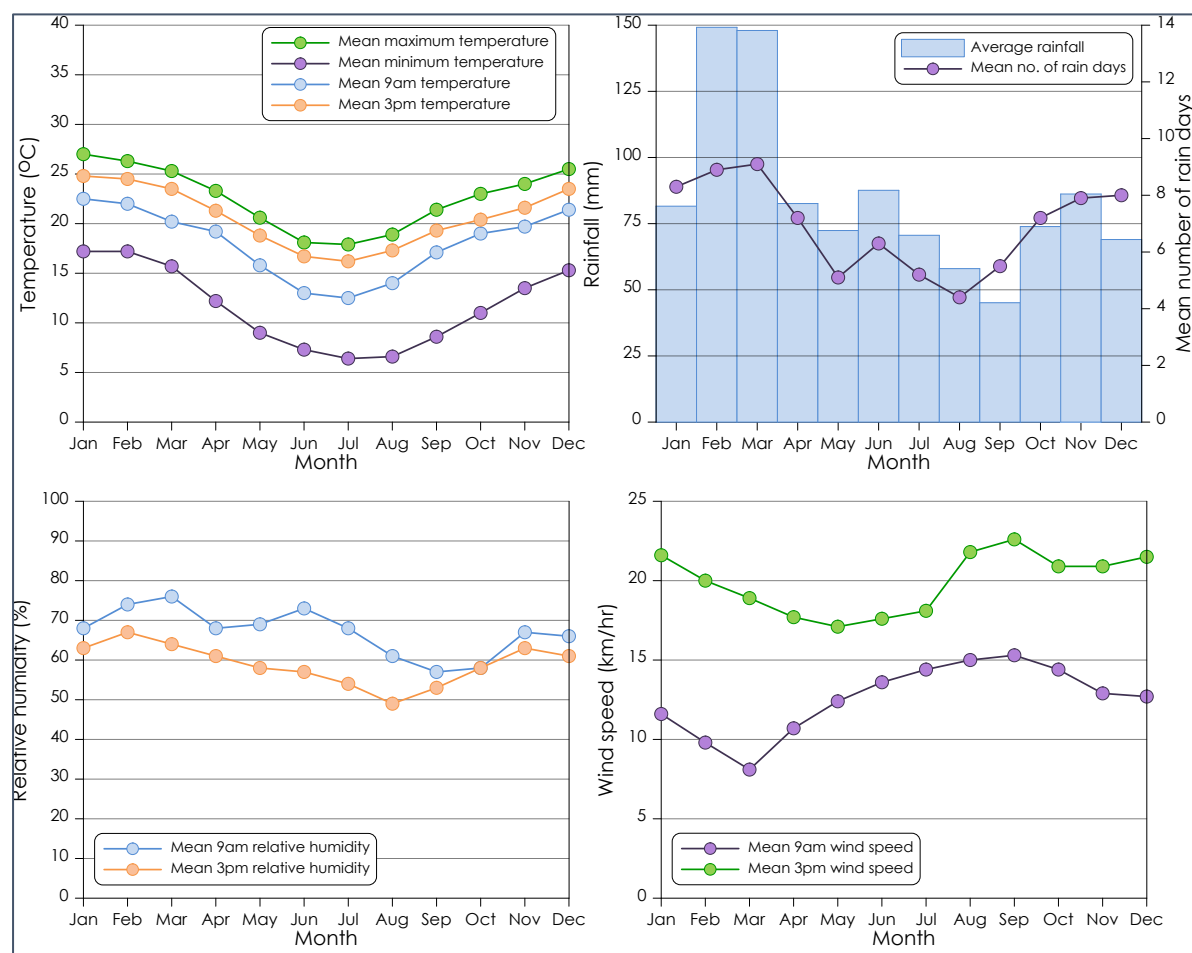 40
35
30
25
20
15
10
5
0
Temperature (ºC)
Mean maximum temperature
Mean minimum temperature
Mean 9am temperature
Mean 3pm temperature
Jan Feb Mar Apr May Jun Jul Aug Sep Oct Nov Dec
Month
150
125
100
75
50
25
0
Rainfall (mm)
Average rainfall
Mean no. of rain days
14
12
10
8
6
4
2
0
Mean number of rain days
Jan Feb Mar Apr May Jun Jul Aug Sep Oct Nov Dec
Month
100
90
80
70
60
50
40
30
20
10
0
Relative humidity (%)
Mean 9am relative humidity
Mean 3pm relative humidity
Jan Feb Mar Apr May Jun Jul Aug Sep Oct Nov Dec
Month
25
20
15
10
5
0
Wind speed (km/hr)
Mean 9am wind speed
Mean 3pm wind speed
Jan Feb Mar Apr May Jun Jul Aug Sep Oct Nov Dec
Month